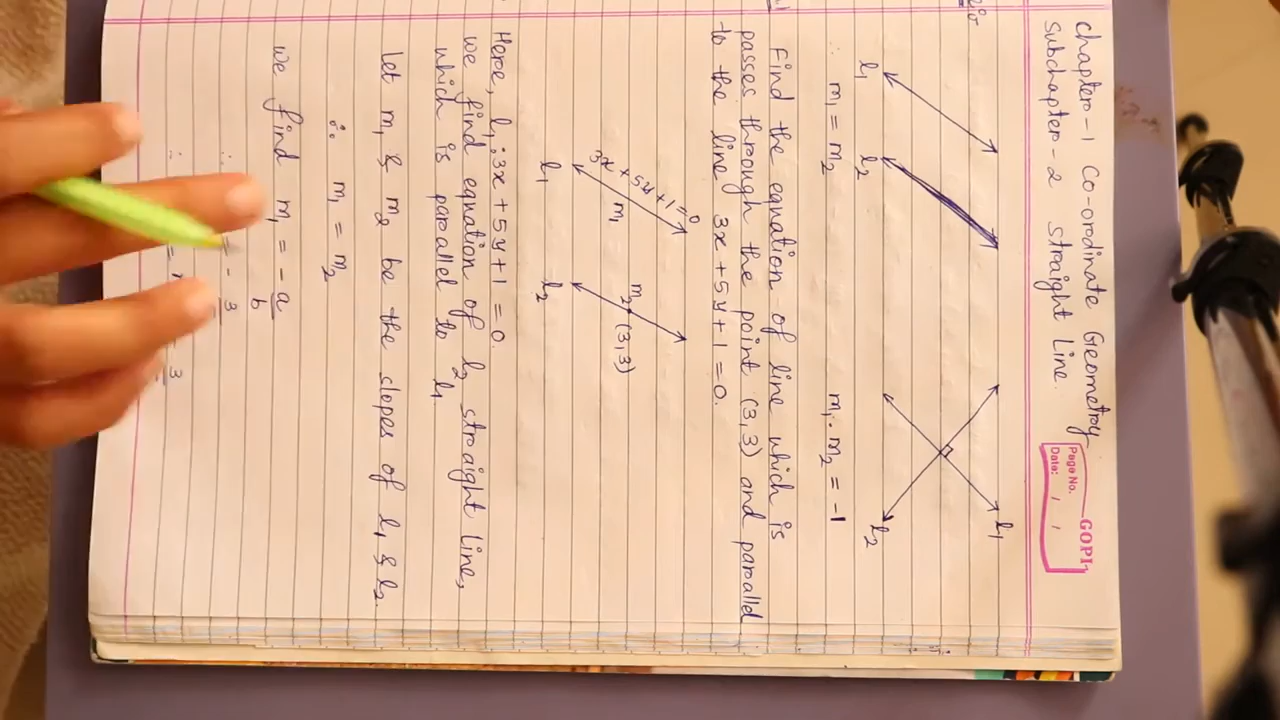 GOPI
Page No.
Date: / /
chapter-1 Co-orodinate Geometry
Subchapter-2 straight Line.
l1 l2 l1
l2
∴ m1 = m2 m1 . m2 = -1
Find the equation of line which is
passes through the point (3,3) and parallel
to the line 3x + 5y + 1 = 0.
3x + 5y + 1 = 0
m1 m2 (3,3)
l1 l2
Here, l1 : 3x + 5y + 1 = 0.
we find equation of l2 straight line,
which is parallel to l1
Let m1 & m2 be the slopes of l1 & l2.
∴ m1 = m2
we find m1 = - a/b
∴ = - 3
∴ = 3